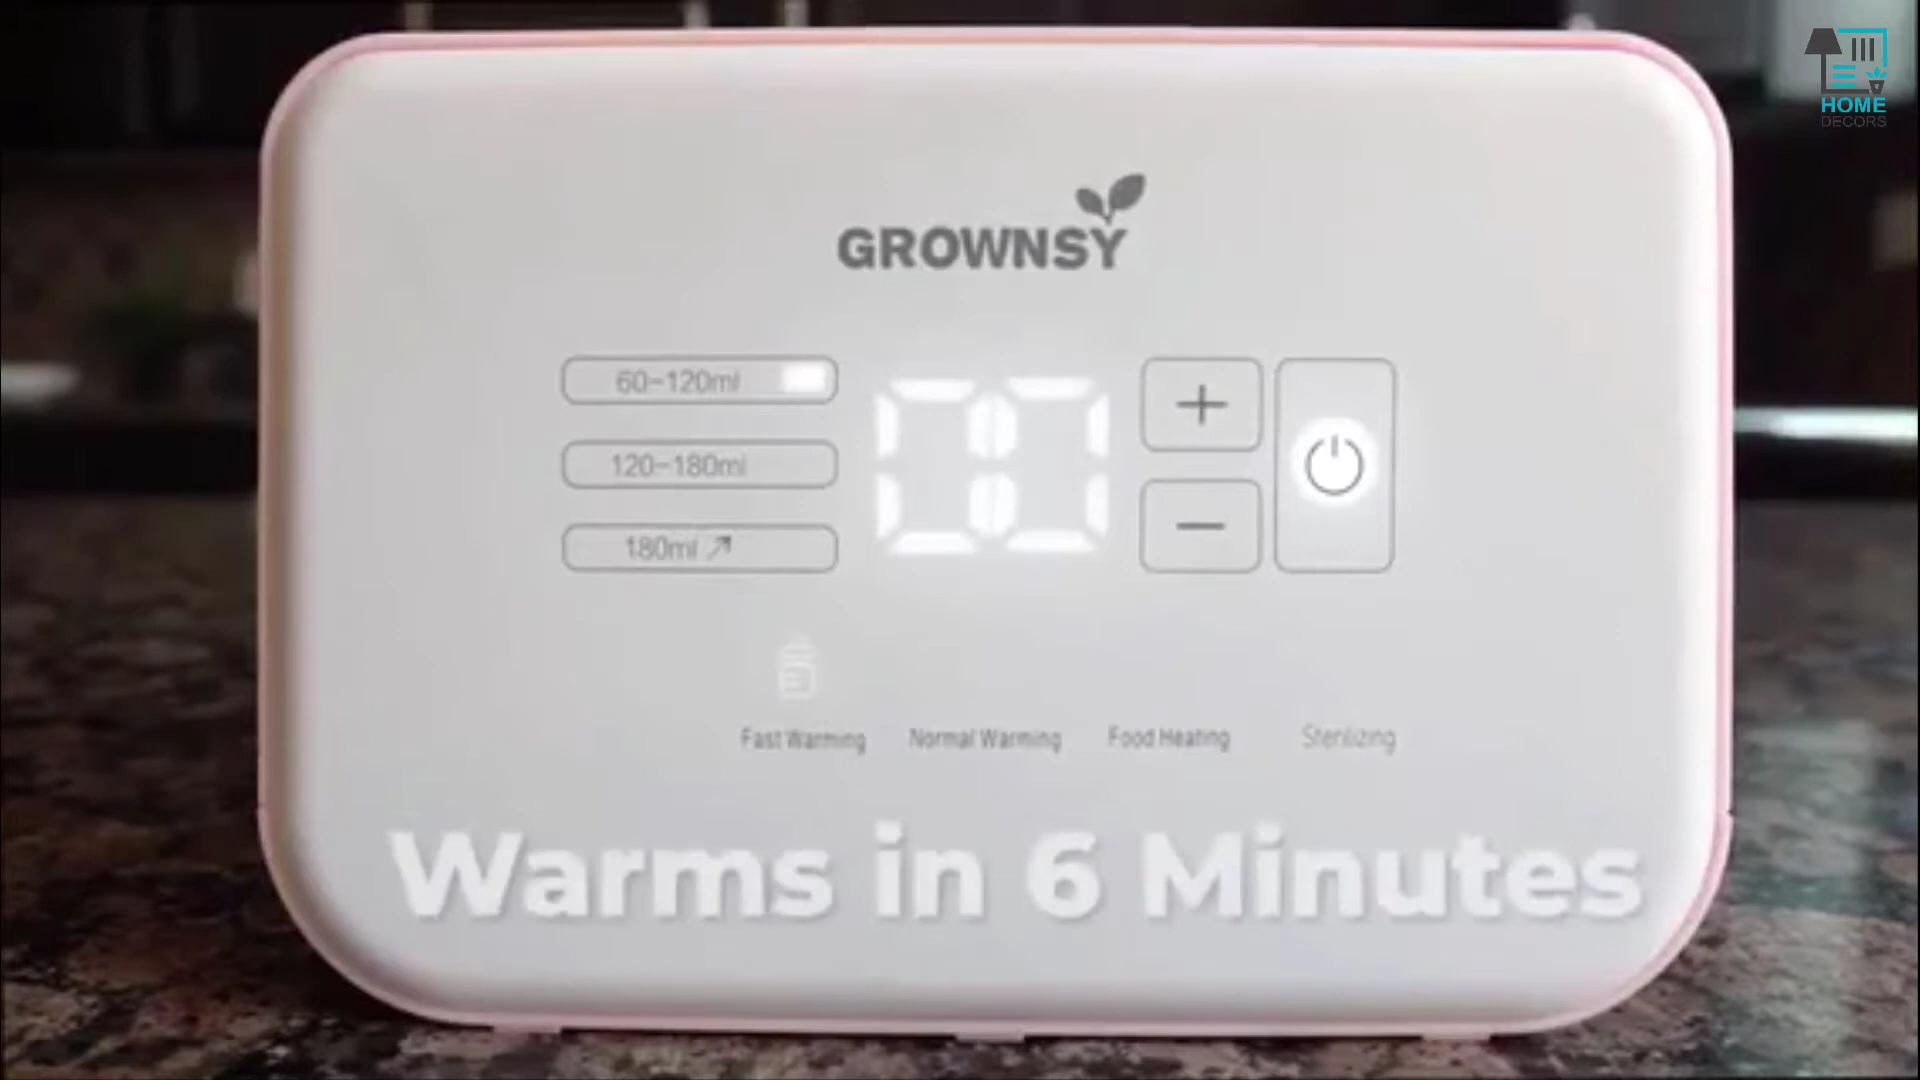 HOME
DECORS
GROWNSY
60-120ml
120-180ml
180ml ↗
00
+
−
Fast Warming
Normal Warming
Food Heating
Sterilizing
Warms in 6 Minutes